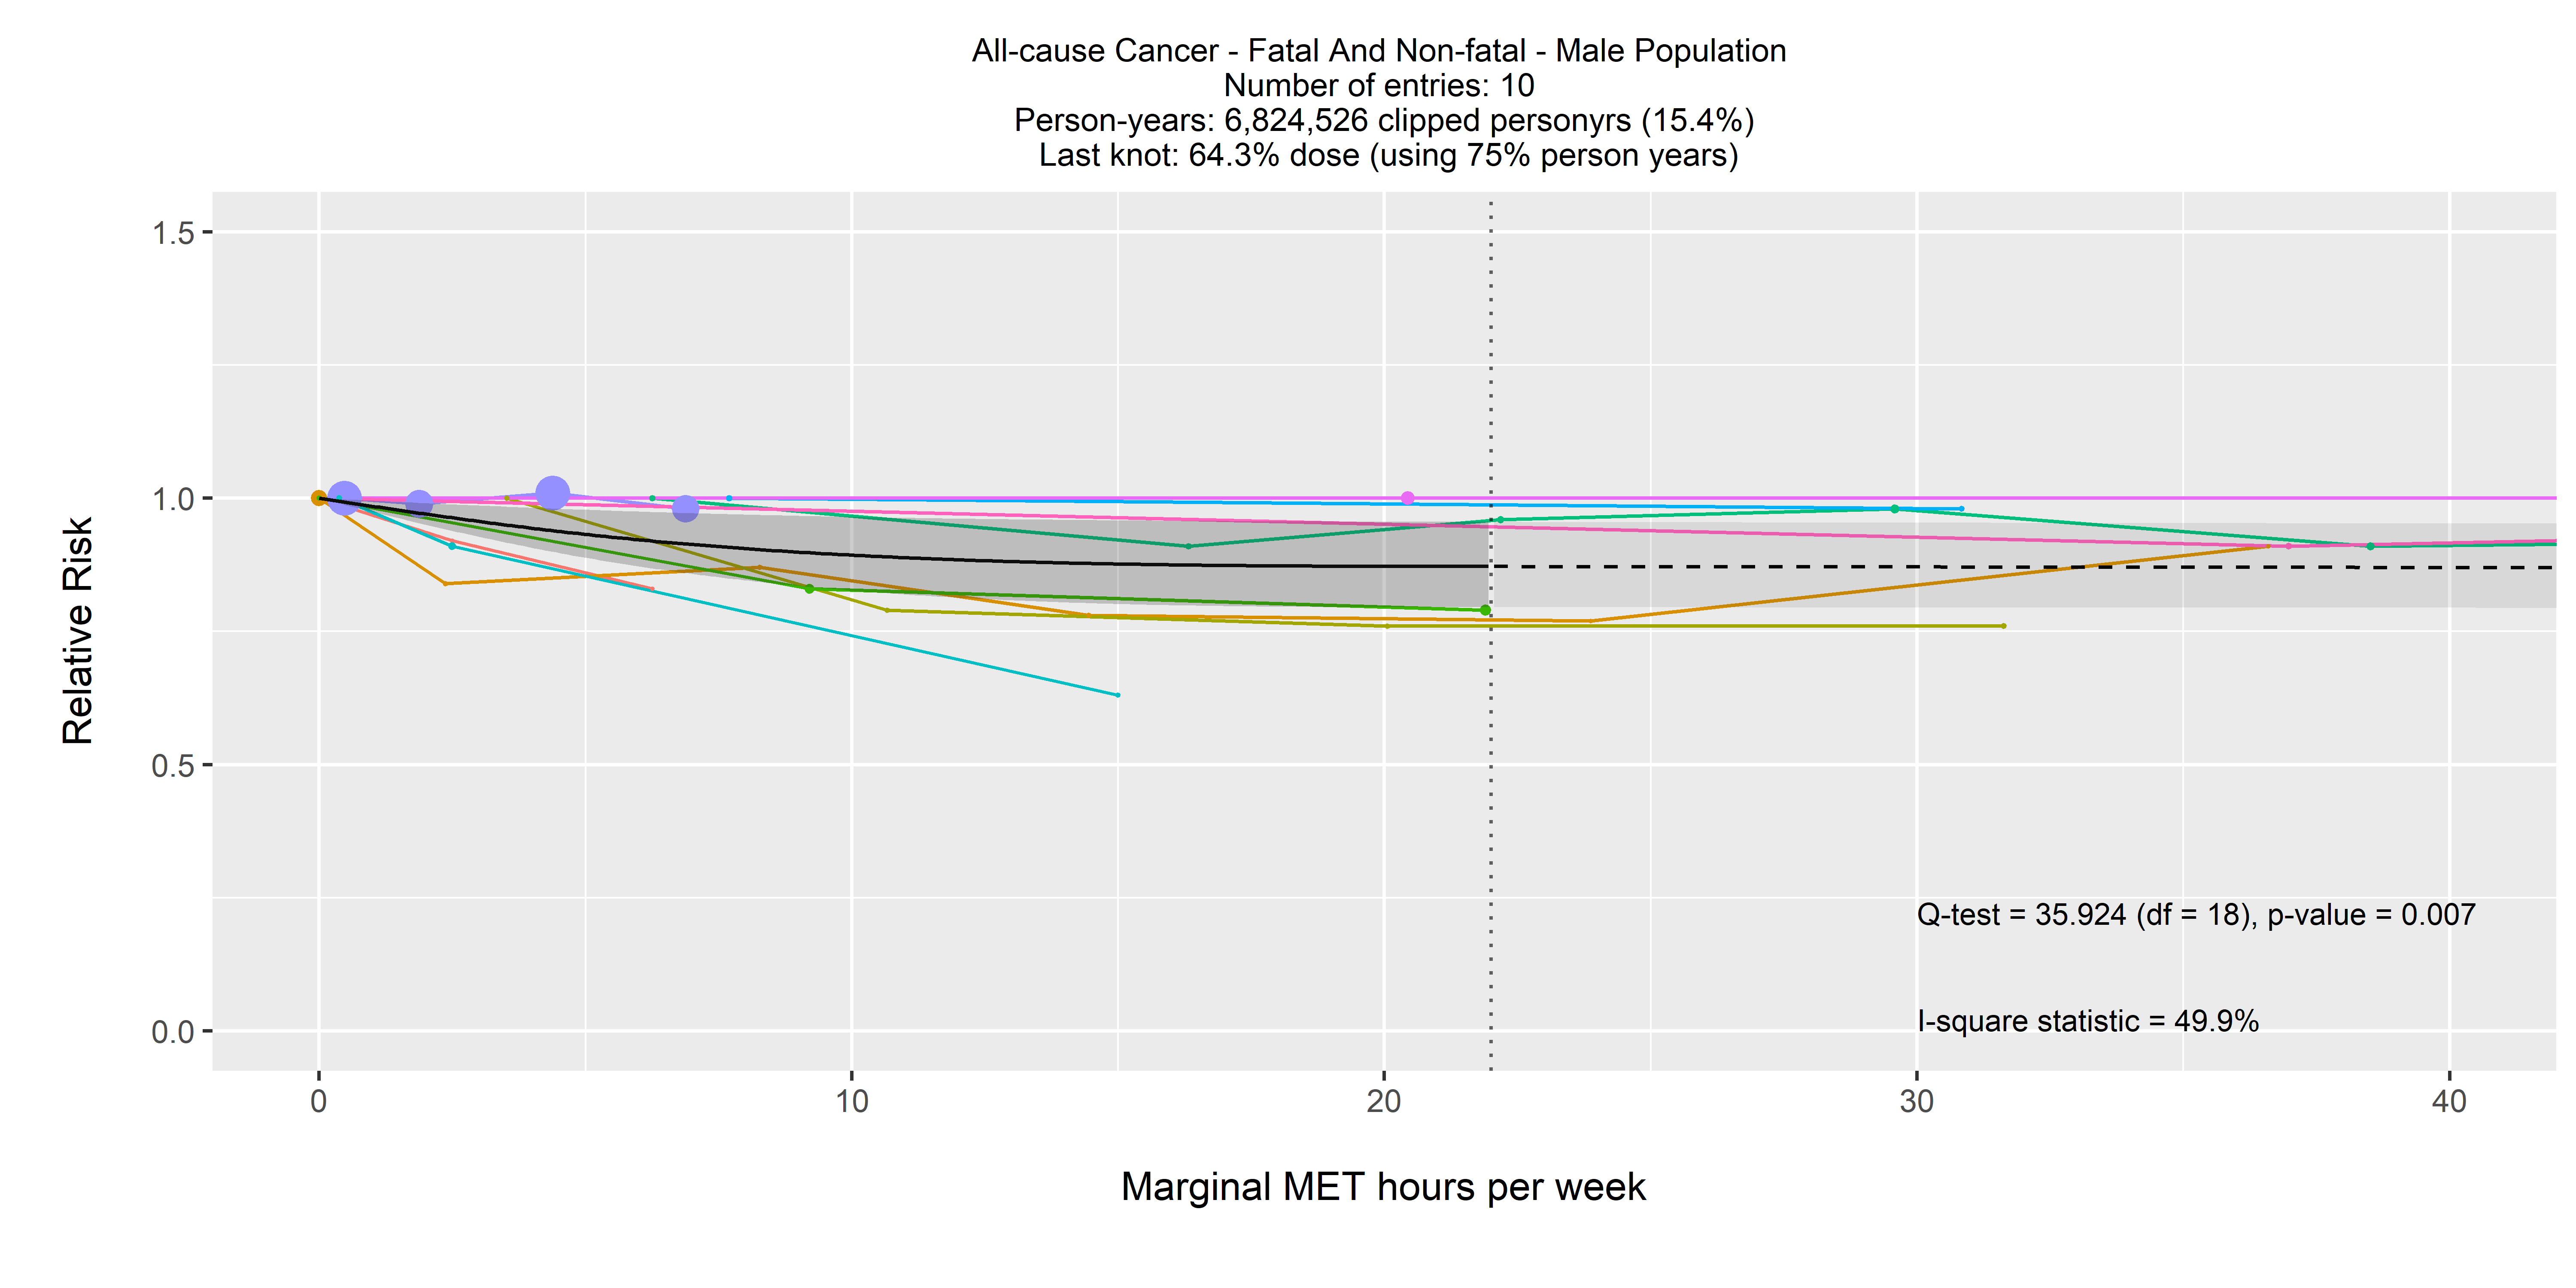 All-cause Cancer - Fatal And Non-fatal - Male Population
Number of entries: 10
Person-years: 6,824,526 clipped personyrs (15.4%)
Last knot: 64.3% dose (using 75% person years)
1.5
1.0
0.5
0.0
Relative Risk
Q-test = 35.924 (df = 18), p-value = 0.007
I-square statistic = 49.9%
0 10 20 30 40
Marginal MET hours per week